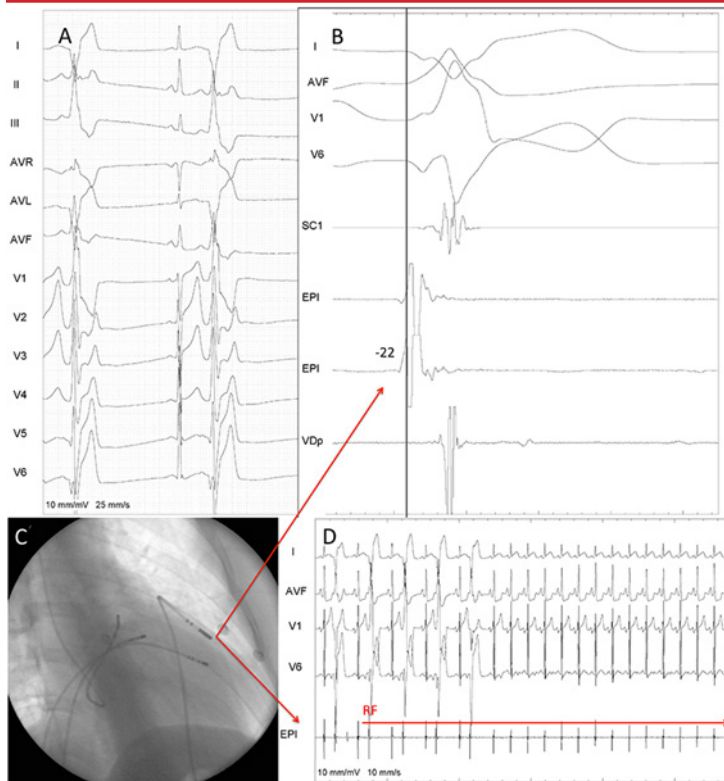 A
I
II
III
AVR
AVL
AVF
V1
V2
V3
V4
V5
V6
10 mm/mV 25 mm/s
B
I
AVF
V1
V6
SC1
EPI
-22
EPI
VDp
C
D
I
AVF
V1
V6
RF
EPI
10 mm/mV 10 mm/s